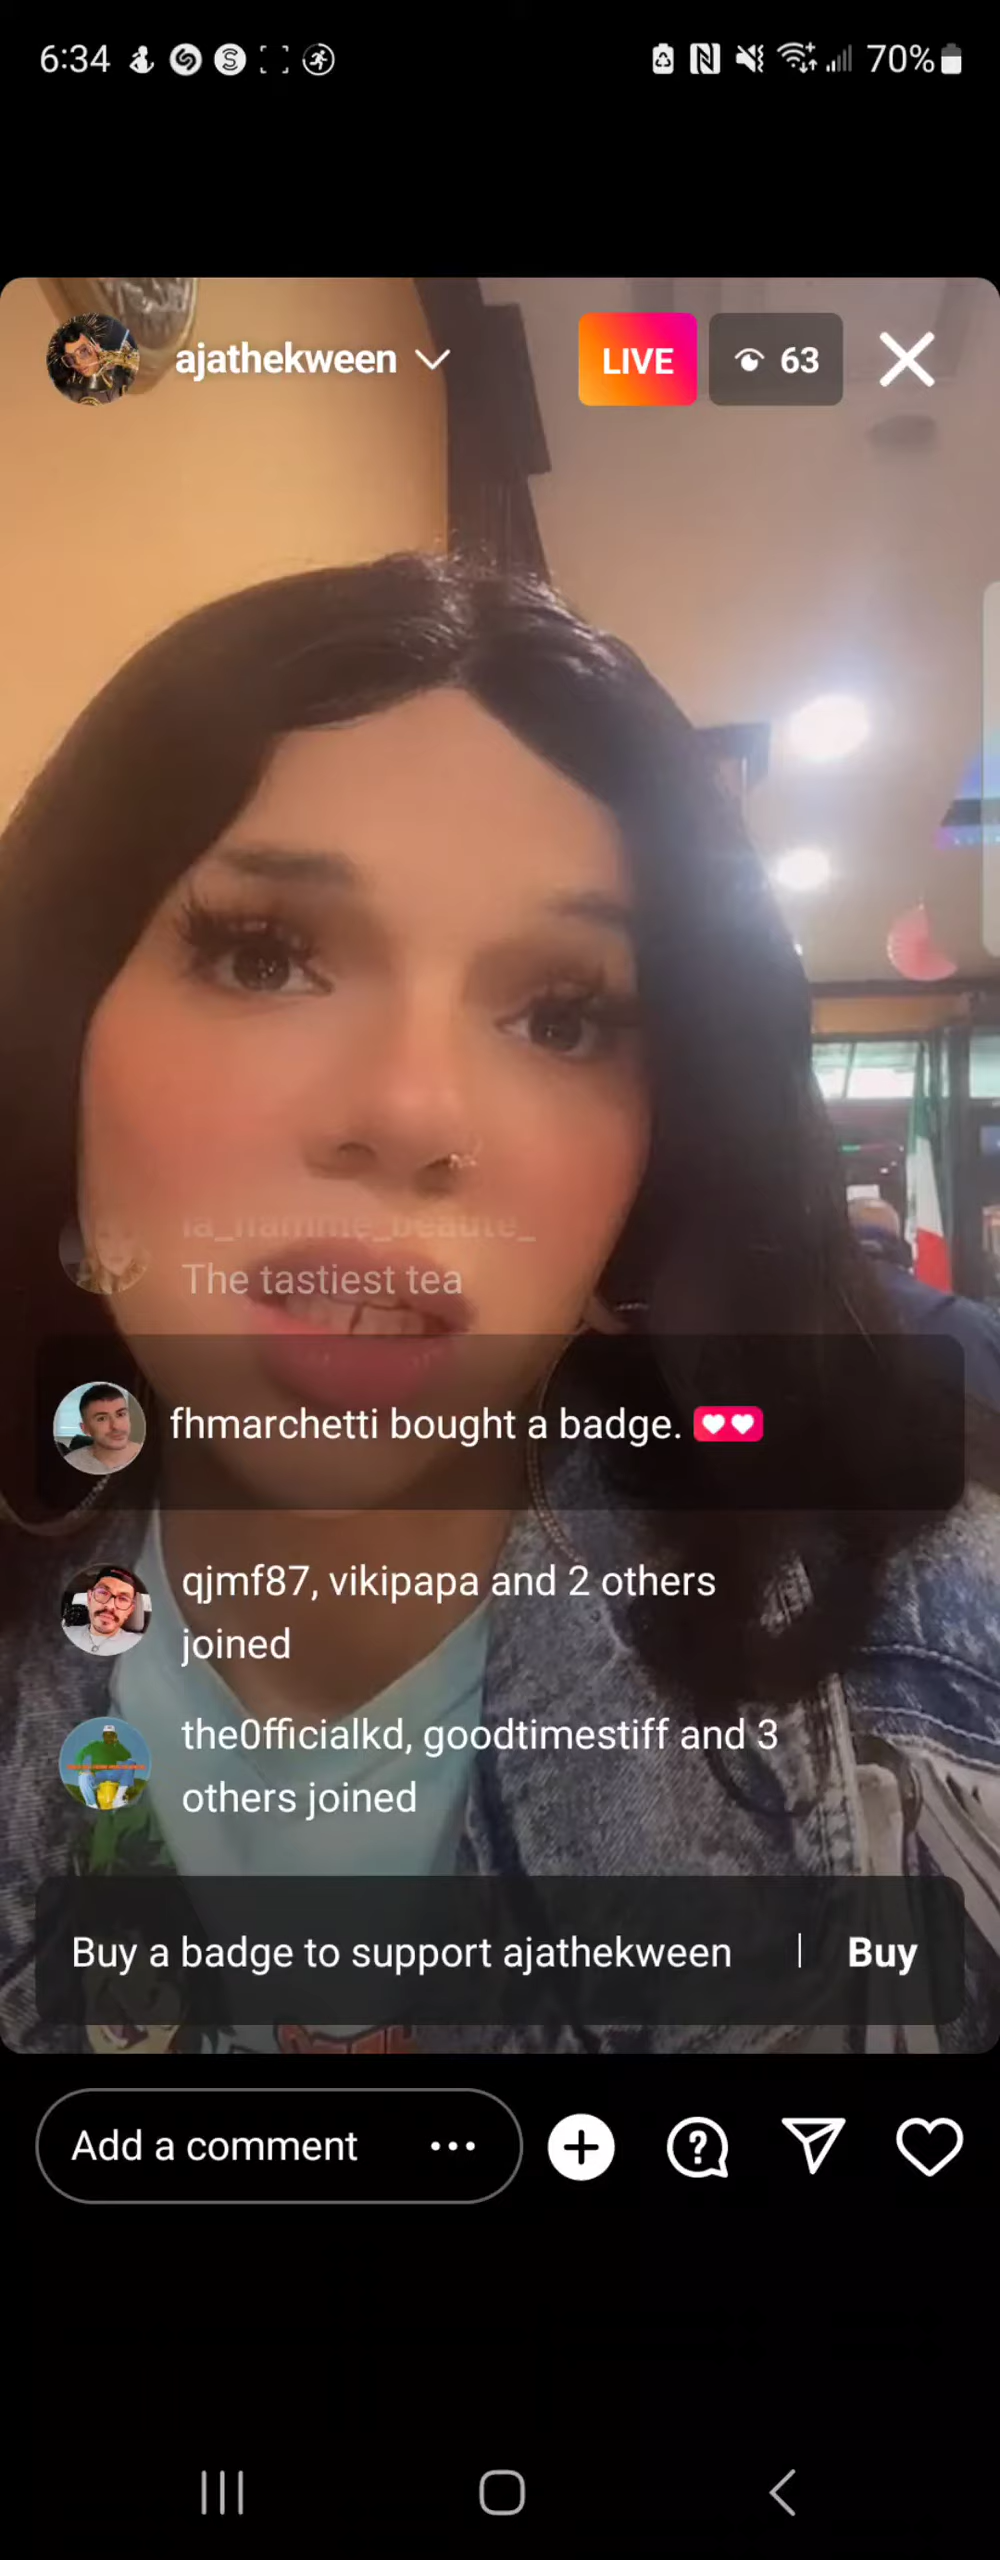 6:34 70%
ajathekween LIVE 63
la_flamme_beaute_
The tastiest tea
fhmarchetti bought a badge.
qjmf87, vikipapa and 2 others
joined
the0fficialkd, goodtimestiff and 3
others joined
Buy a badge to support ajathekween | Buy
Add a comment